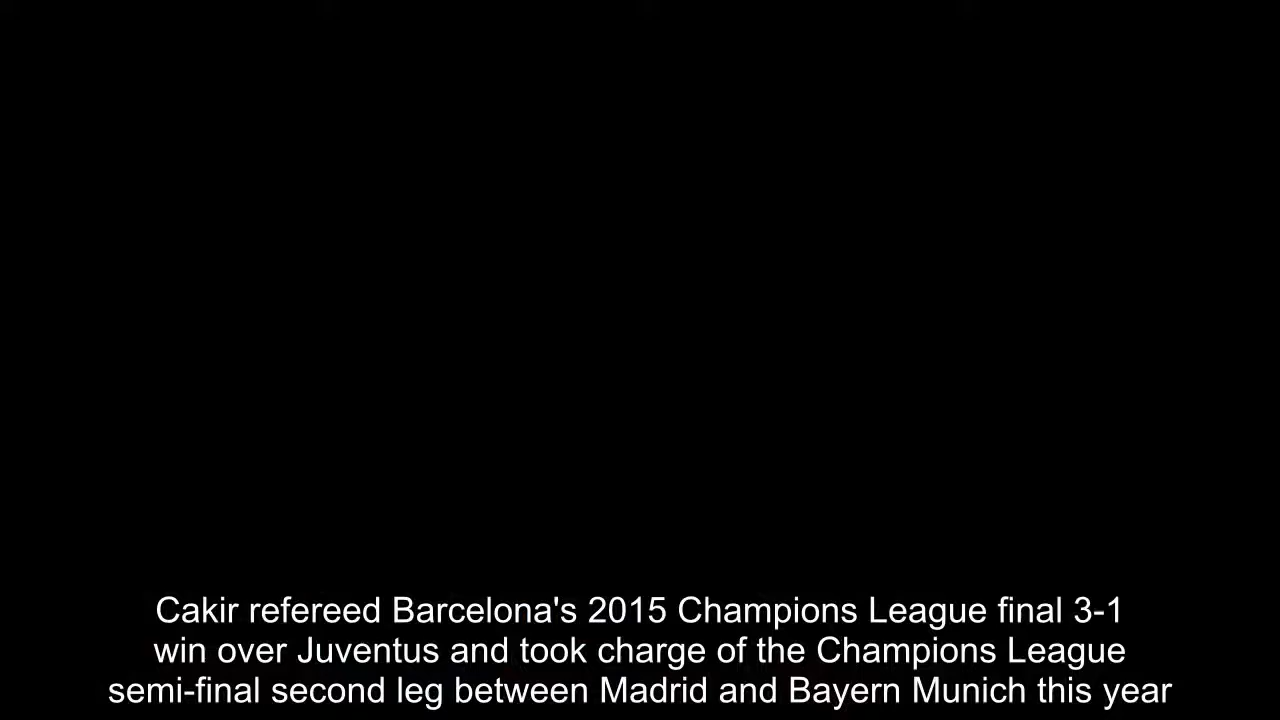 Cakir refereed Barcelona's 2015 Champions League final 3-1
win over Juventus and took charge of the Champions League
semi-final second leg between Madrid and Bayern Munich this year